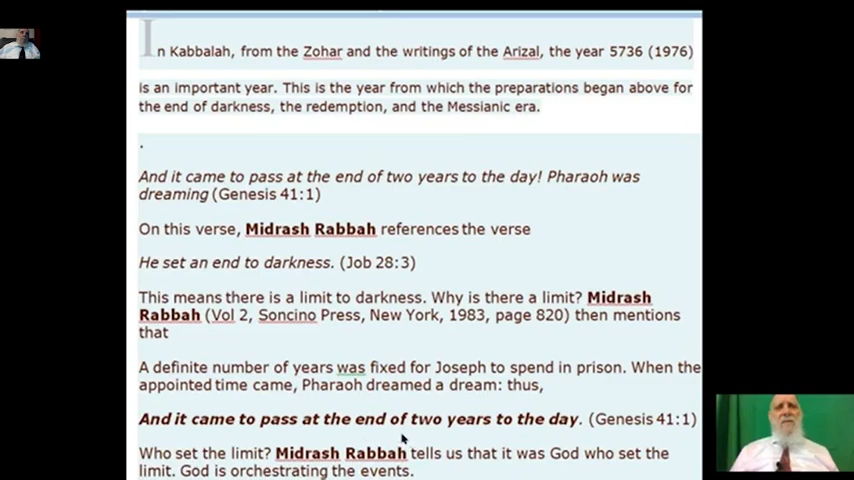 In Kabbalah, from the Zohar and the writings of the Arizal, the year 5736 (1976)
is an important year. This is the year from which the preparations began above for
the end of darkness, the redemption, and the Messianic era.
.
And it came to pass at the end of two years to the day! Pharaoh was
dreaming (Genesis 41:1)
On this verse, Midrash Rabbah references the verse
He set an end to darkness. (Job 28:3)
This means there is a limit to darkness. Why is there a limit? Midrash
Rabbah (Vol 2, Soncino Press, New York, 1983, page 820) then mentions
that
A definite number of years was fixed for Joseph to spend in prison. When the
appointed time came, Pharaoh dreamed a dream: thus,
And it came to pass at the end of two years to the day. (Genesis 41:1)
Who set the limit? Midrash Rabbah tells us that it was God who set the
limit. God is orchestrating the events.